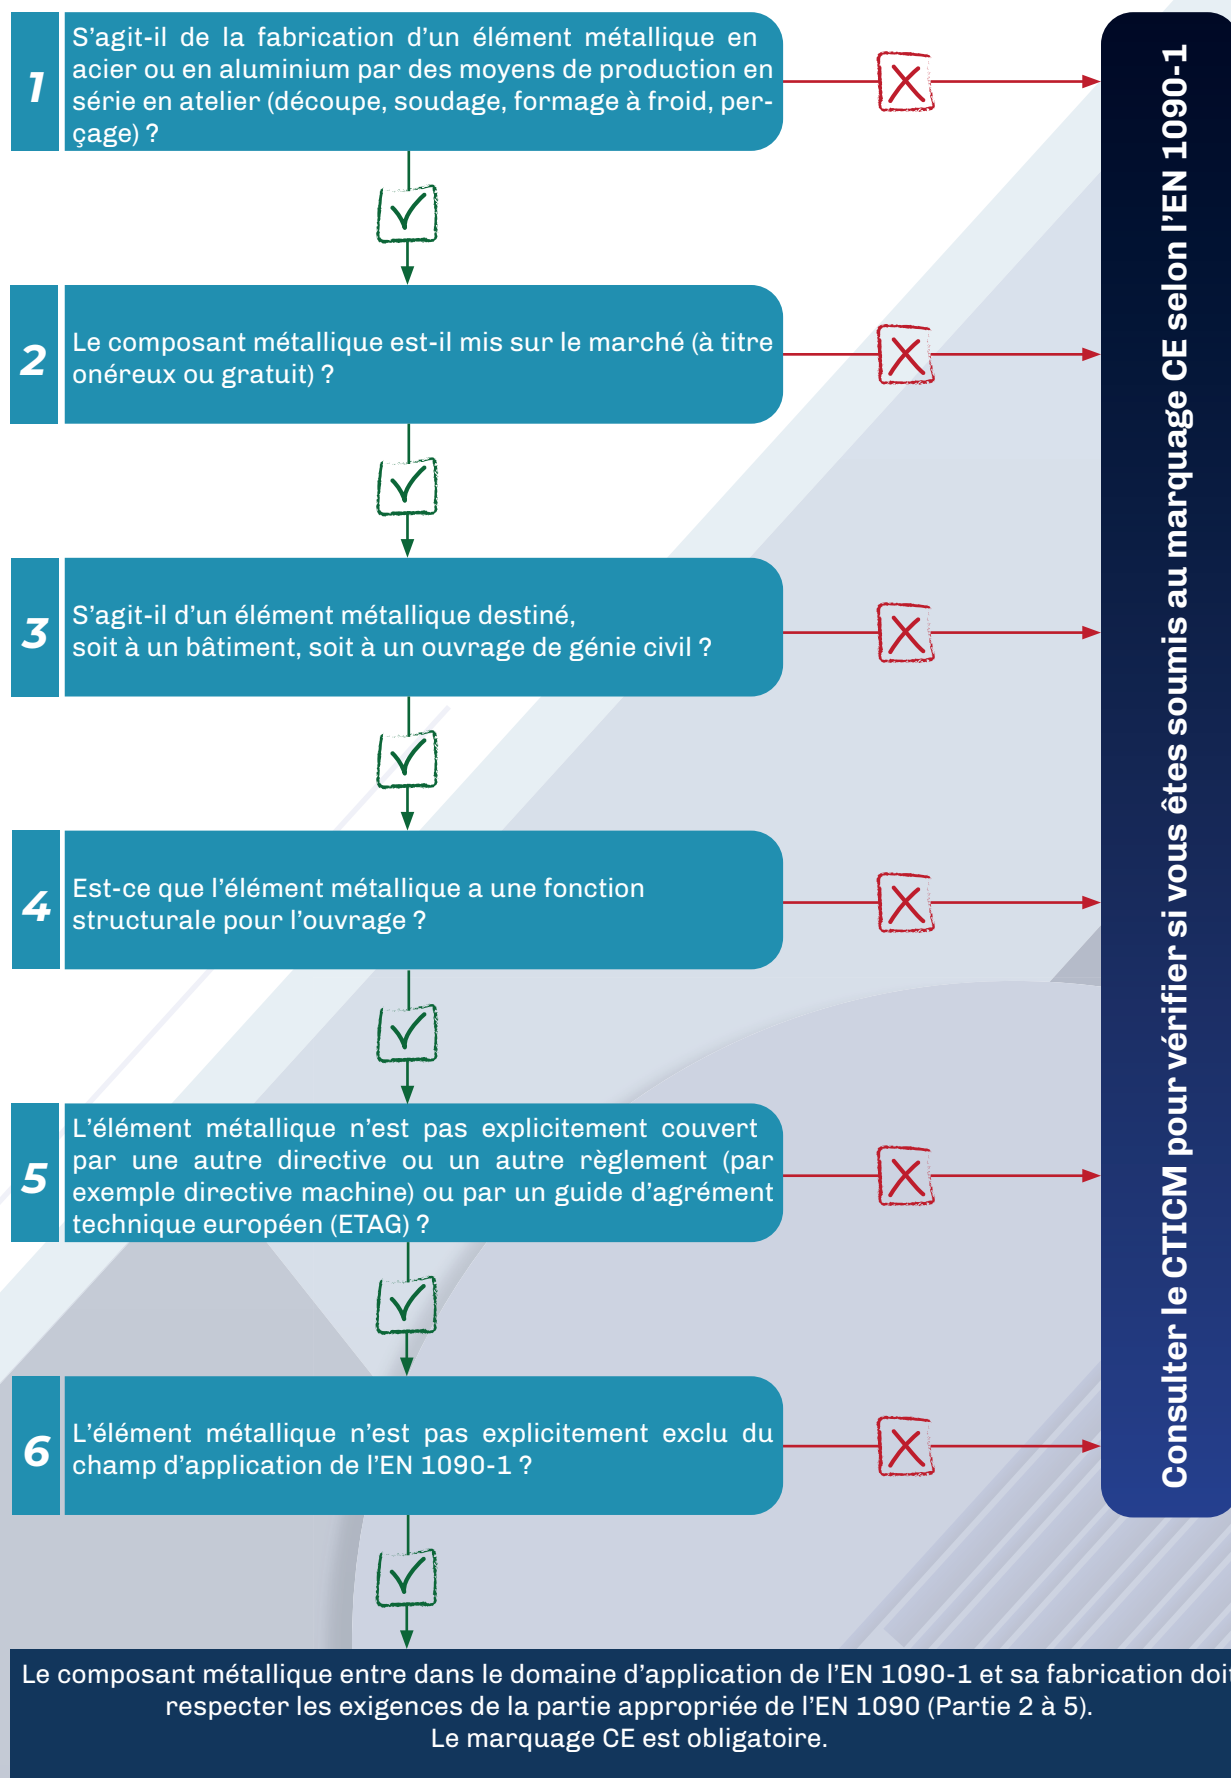 1
S'agit-il de la fabrication d'un élément métallique en
acier ou en aluminium par des moyens de production en
série en atelier (découpe, soudage, formage à froid, per-
çage) ?
2
Le composant métallique est-il mis sur le marché (à titre
onéreux ou gratuit) ?
3
S'agit-il d'un élément métallique destiné,
soit à un bâtiment, soit à un ouvrage de génie civil ?
4
Est-ce que l'élément métallique a une fonction
structurale pour l'ouvrage ?
5
L'élément métallique n'est pas explicitement couvert
par une autre directive ou un autre règlement (par
exemple directive machine) ou par un guide d'agrément
technique européen (ETAG) ?
6
L'élément métallique n'est pas explicitement exclu du
champ d'application de l'EN 1090-1 ?
Consulter le CTICM pour vérifier si vous êtes soumis au marquage CE selon l'EN 1090-1
Le composant métallique entre dans le domaine d'application de l'EN 1090-1 et sa fabrication doit
respecter les exigences de la partie appropriée de l'EN 1090 (Partie 2 à 5).
Le marquage CE est obligatoire.